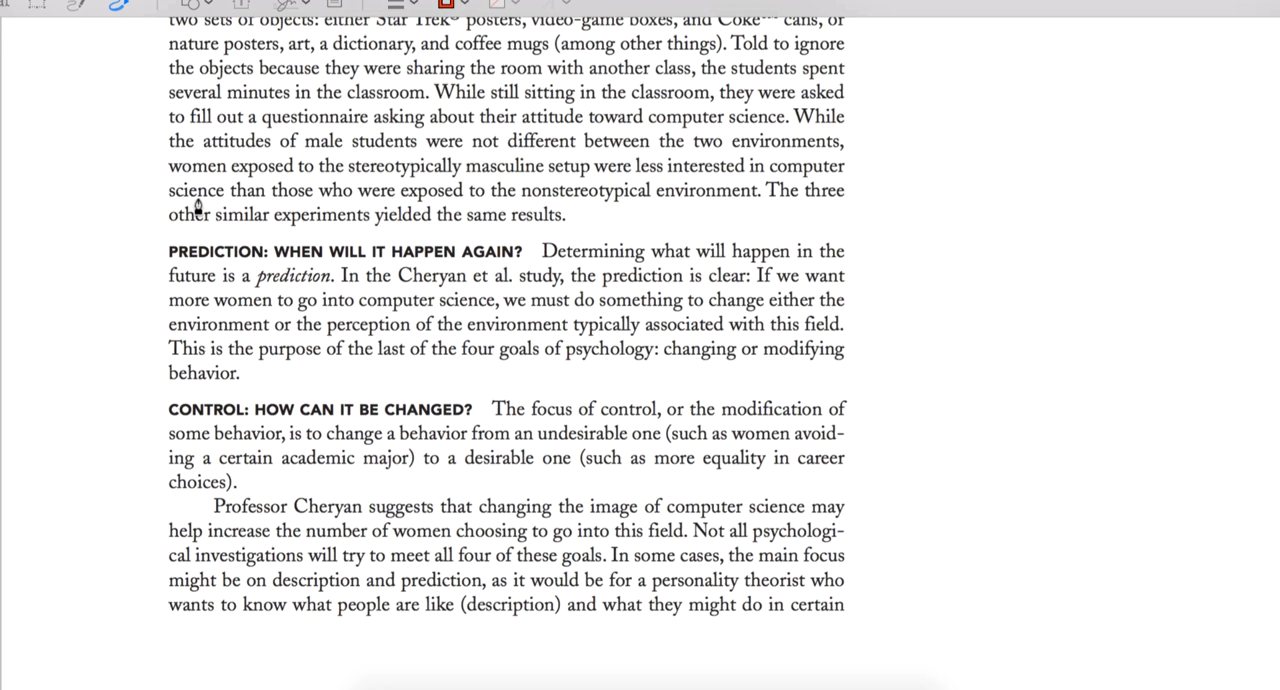 two sets of objects: either Star Trek® posters, video-game boxes, and Coke™ cans, or
nature posters, art, a dictionary, and coffee mugs (among other things). Told to ignore
the objects because they were sharing the room with another class, the students spent
several minutes in the classroom. While still sitting in the classroom, they were asked
to fill out a questionnaire asking about their attitude toward computer science. While
the attitudes of male students were not different between the two environments,
women exposed to the stereotypically masculine setup were less interested in computer
science than those who were exposed to the nonstereotypical environment. The three
other similar experiments yielded the same results.
PREDICTION: WHEN WILL IT HAPPEN AGAIN? Determining what will happen in the
future is a prediction. In the Cheryan et al. study, the prediction is clear: If we want
more women to go into computer science, we must do something to change either the
environment or the perception of the environment typically associated with this field.
This is the purpose of the last of the four goals of psychology: changing or modifying
behavior.
CONTROL: HOW CAN IT BE CHANGED? The focus of control, or the modification of
some behavior, is to change a behavior from an undesirable one (such as women avoid-
ing a certain academic major) to a desirable one (such as more equality in career
choices).
Professor Cheryan suggests that changing the image of computer science may
help increase the number of women choosing to go into this field. Not all psychologi-
cal investigations will try to meet all four of these goals. In some cases, the main focus
might be on description and prediction, as it would be for a personality theorist who
wants to know what people are like (description) and what they might do in certain